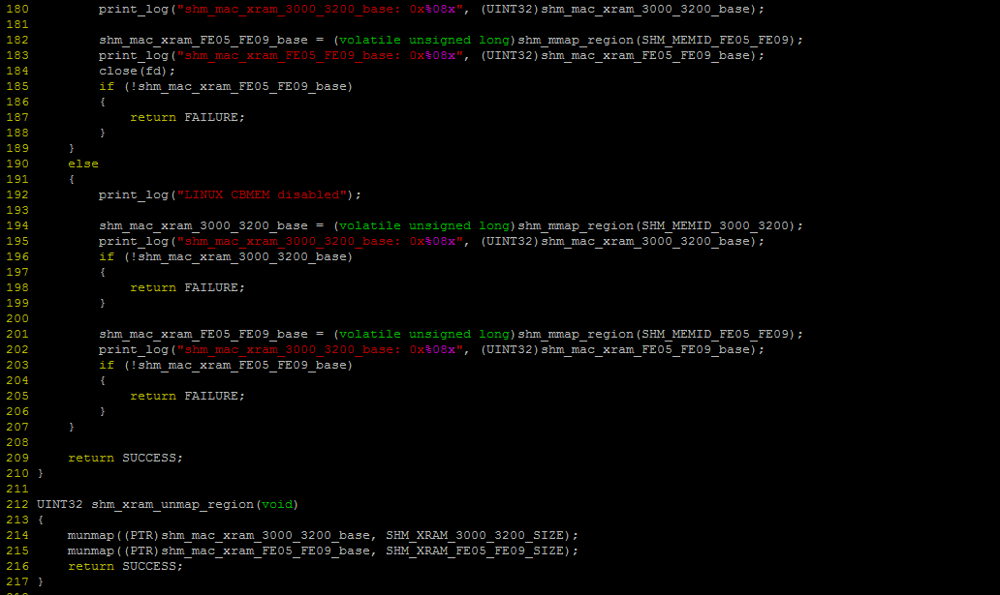 180         print_log("shm_mac_xram_3000_3200_base: 0x%08x", (UINT32)shm_mac_xram_3000_3200_base);
181
182         shm_mac_xram_FE05_FE09_base = (volatile unsigned long)shm_mmap_region(SHM_MEMID_FE05_FE09);
183         print_log("shm_mac_xram_FE05_FE09_base: 0x%08x", (UINT32)shm_mac_xram_FE05_FE09_base);
184         close(fd);
185         if (!shm_mac_xram_FE05_FE09_base)
186         {
187             return FAILURE;
188         }
189     }
190     else
191     {
192         print_log("LINUX CBMEM disabled");
193
194         shm_mac_xram_3000_3200_base = (volatile unsigned long)shm_mmap_region(SHM_MEMID_3000_3200);
195         print_log("shm_mac_xram_3000_3200_base: 0x%08x", (UINT32)shm_mac_xram_3000_3200_base);
196         if (!shm_mac_xram_3000_3200_base)
197         {
198             return FAILURE;
199         }
200
201         shm_mac_xram_FE05_FE09_base = (volatile unsigned long)shm_mmap_region(SHM_MEMID_FE05_FE09);
202         print_log("shm_mac_xram_3000_3200_base: 0x%08x", (UINT32)shm_mac_xram_FE05_FE09_base);
203         if (!shm_mac_xram_FE05_FE09_base)
204         {
205             return FAILURE;
206         }
207     }
208
209     return SUCCESS;
210 }
211
212 UINT32 shm_xram_unmap_region(void)
213 {
214     munmap((PTR)shm_mac_xram_3000_3200_base, SHM_XRAM_3000_3200_SIZE);
215     munmap((PTR)shm_mac_xram_FE05_FE09_base, SHM_XRAM_FE05_FE09_SIZE);
216     return SUCCESS;
217 }